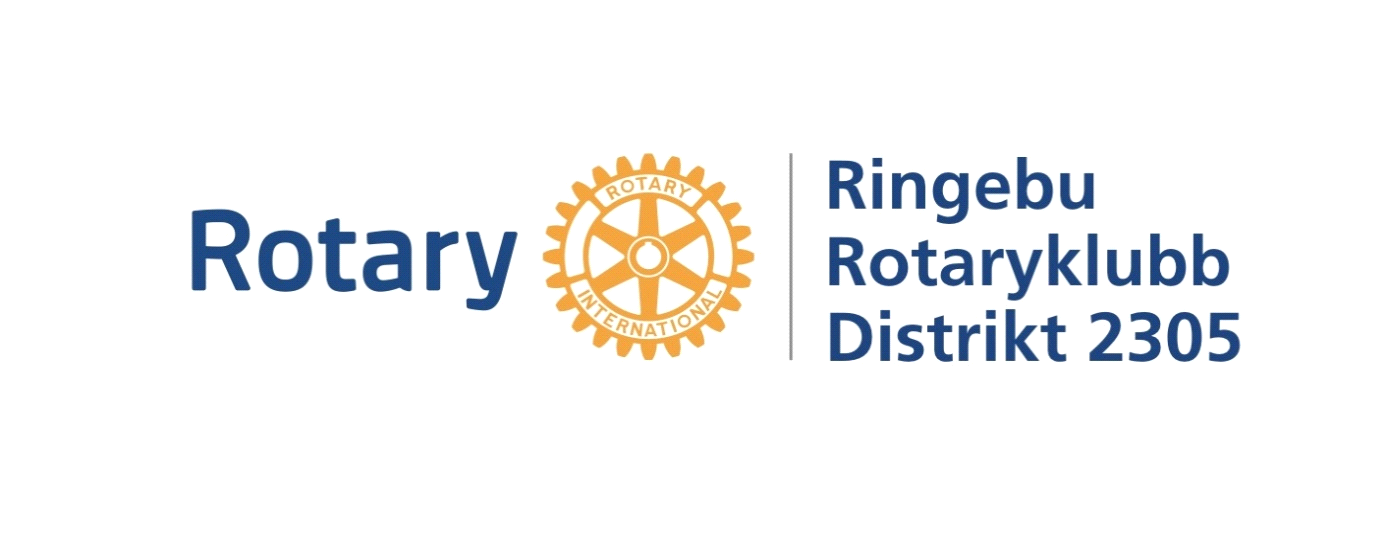 Rotary
ROTARY
INTERNATIONAL
Ringebu
Rotaryklubb
Distrikt 2305